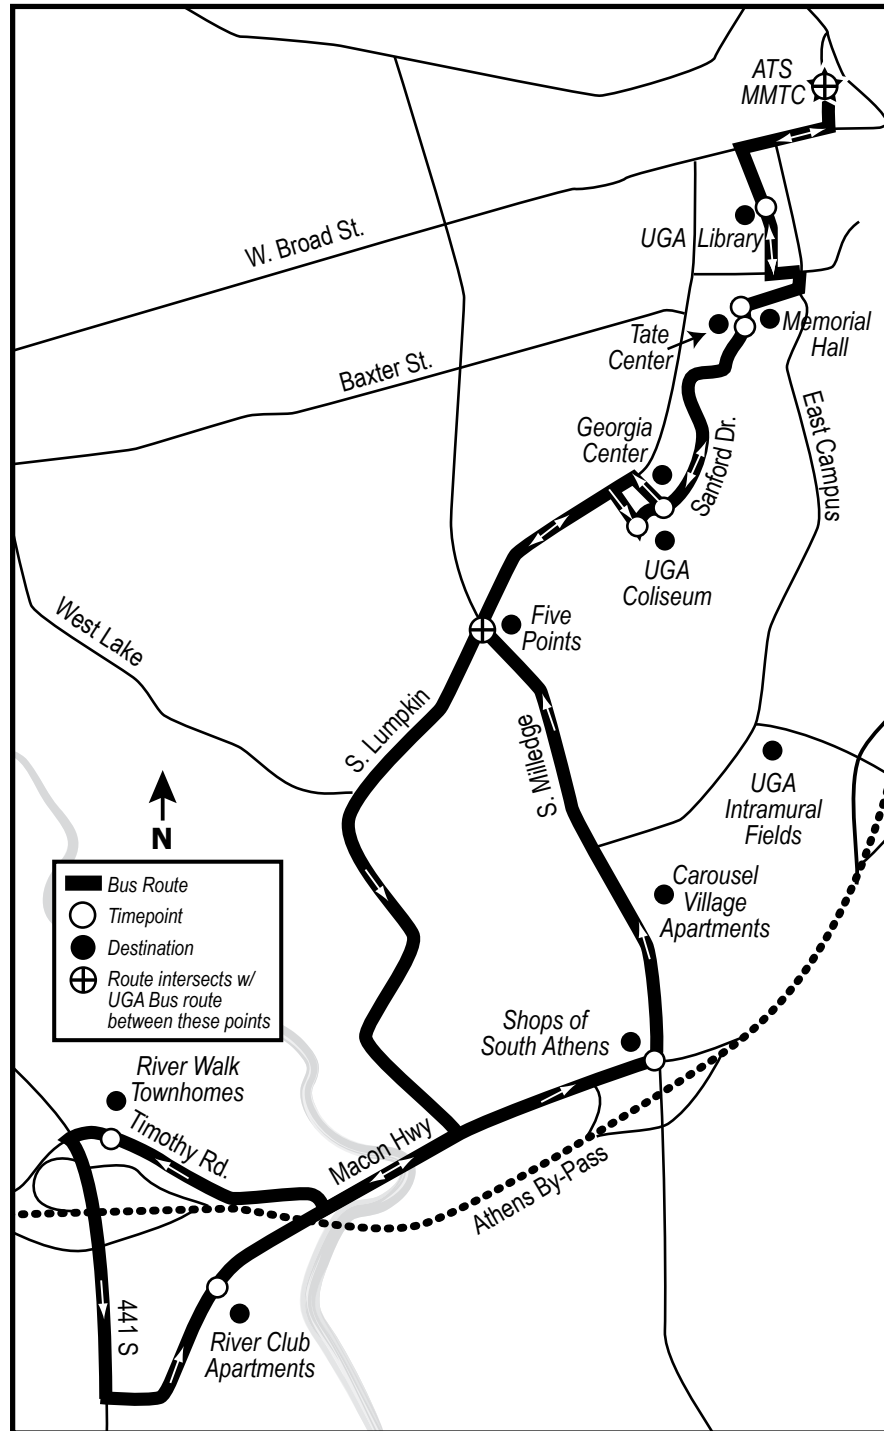 ATS
MMTC
W. Broad St.
UGA Library
Memorial
Hall
Tate
Center
Baxter St.
East Campus
Georgia
Center
Sanford Dr.
UGA
Coliseum
West Lake
Five
Points
S. Lumpkin
S. Milledge
UGA
Intramural
Fields
N
Bus Route
Timepoint
Destination
Route intersects w/
UGA Bus route
between these points
Carousel
Village
Apartments
Shops of
South Athens
River Walk
Townhomes
Timothy Rd.
Macon Hwy
Athens By-Pass
441 S
River Club
Apartments